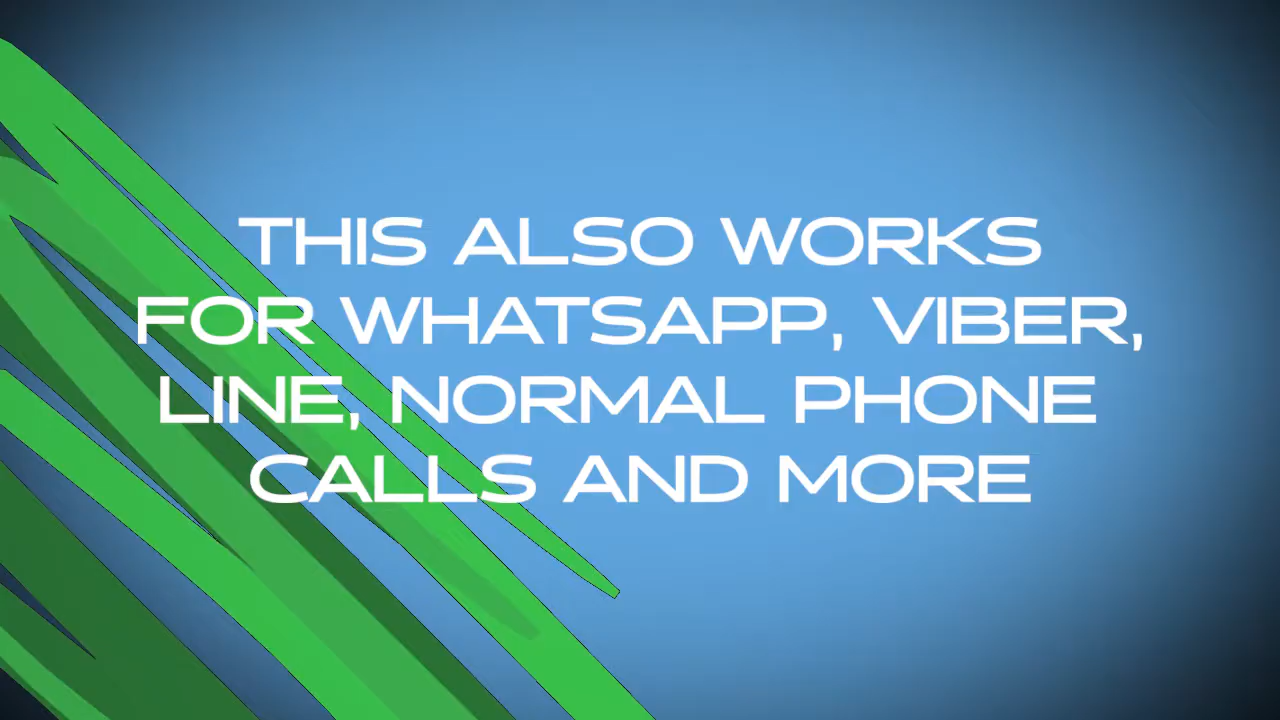 THIS ALSO WORKS
FOR WHATSAPP, VIBER,
LINE, NORMAL PHONE
CALLS AND MORE